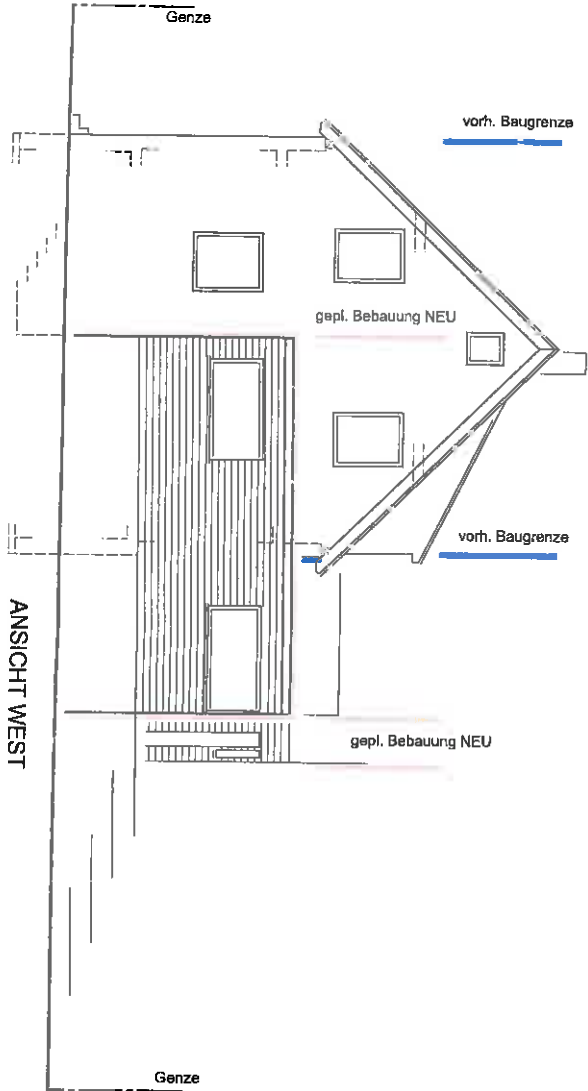 Genze
vorh. Baugrenze
gepl. Bebauung NEU
vorh. Baugrenze
ANSICHT WEST
gepl. Bebauung NEU
Genze